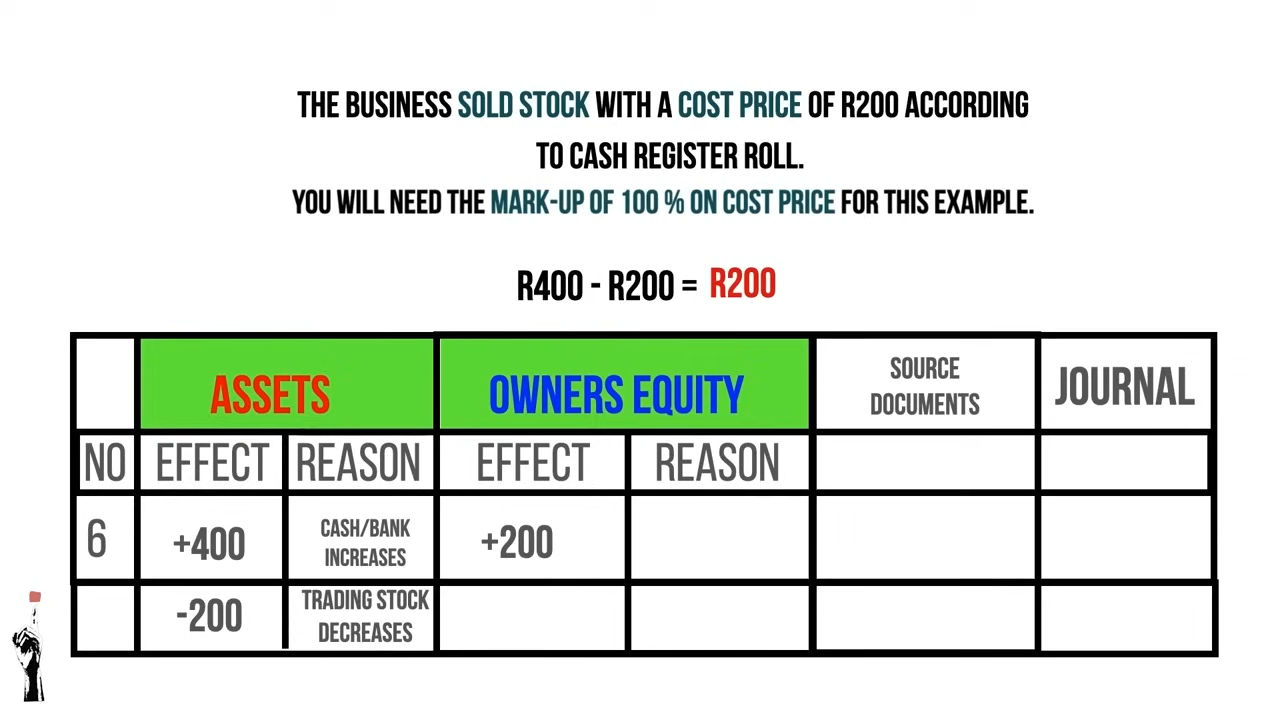 THE BUSINESS SOLD STOCK WITH A COST PRICE OF R200 ACCORDING
TO CASH REGISTER ROLL.
YOU WILL NEED THE MARK-UP OF 100 % ON COST PRICE FOR THIS EXAMPLE.
R400 - R200 = R200
ASSETS OWNERS EQUITY SOURCE DOCUMENTS JOURNAL
NO EFFECT REASON EFFECT REASON
6 +400 CASH/BANK INCREASES +200
-200 TRADING STOCK DECREASES